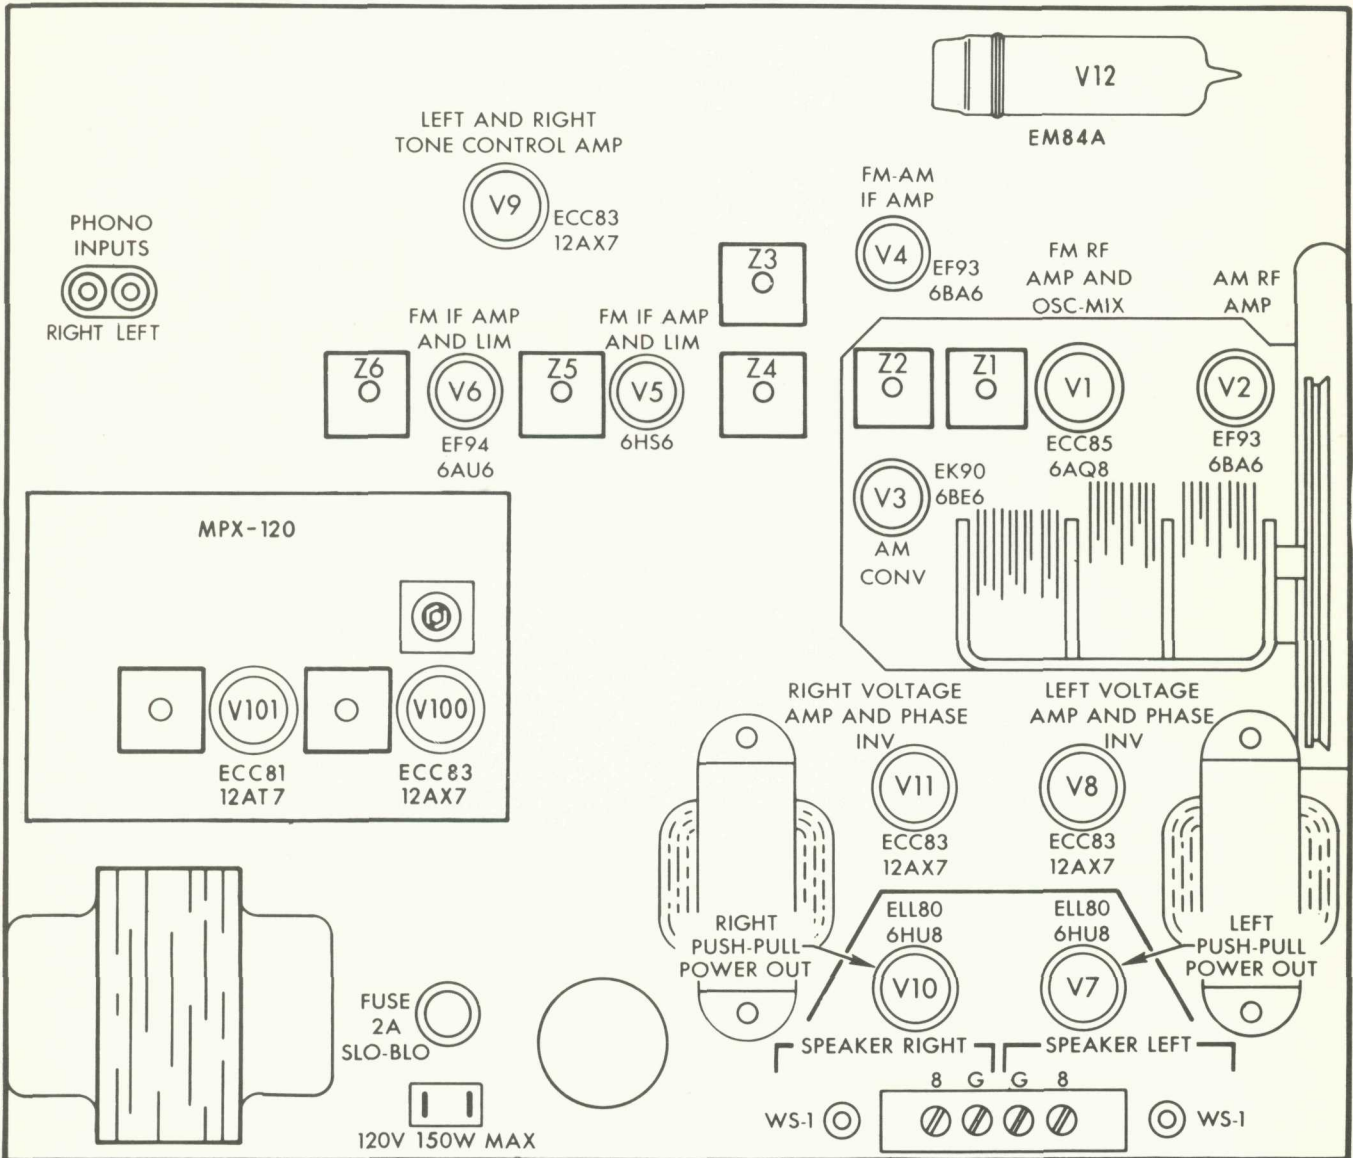 V12
EM84A
LEFT AND RIGHT
TONE CONTROL AMP
V9
ECC83
12AX7
PHONO
INPUTS
RIGHT LEFT
FM-AM
IF AMP
V4
EF93
6BA6
Z3
FM RF
AMP AND
OSC-MIX
AM RF
AMP
FM IF AMP
AND LIM
FM IF AMP
AND LIM
Z6
V6
EF94
6AU6
Z5
V5
6HS6
Z4
Z2
Z1
V1
ECC85
6AQ8
V2
EF93
6BA6
V3
EK90
6BE6
AM
CONV
MPX-120
V101
ECC81
12AT7
V100
ECC83
12AX7
RIGHT VOLTAGE
AMP AND PHASE
INV
V11
ECC83
12AX7
LEFT VOLTAGE
AMP AND PHASE
INV
V8
ECC83
12AX7
RIGHT
PUSH-PULL
POWER OUT
ELL80
6HU8
V10
ELL80
6HU8
V7
LEFT
PUSH-PULL
POWER OUT
FUSE
2A
SLO-BLO
120V 150W MAX
SPEAKER RIGHT
SPEAKER LEFT
8 G G 8
WS-1
WS-1